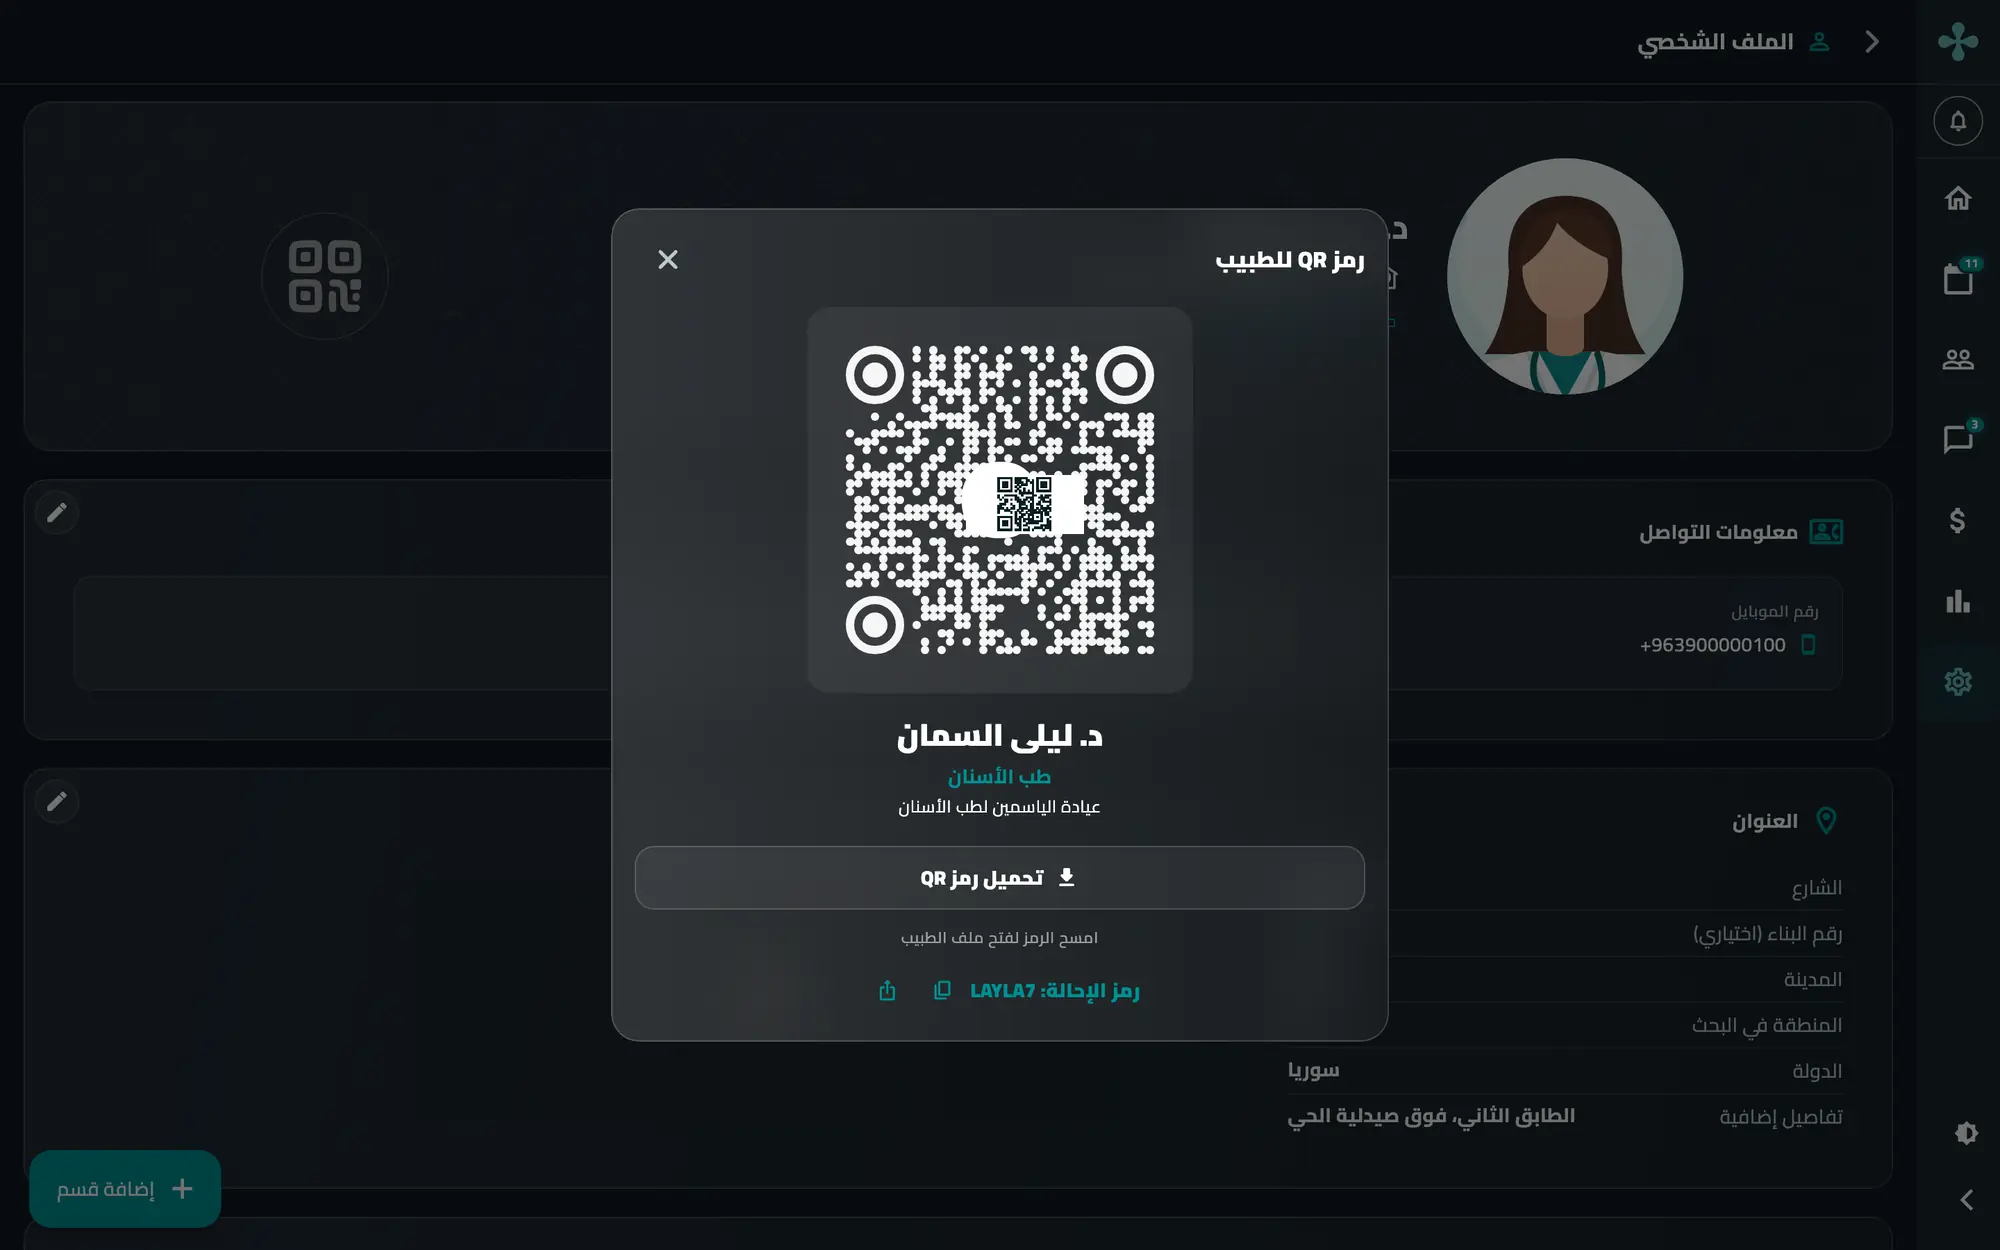 الملف الشخصي
11
3
د.
رمز QR للطبيب
د. ليلى السمان
طب الأسنان
عيادة الياسمين لطب الأسنان
تحميل رمز QR
امسح الرمز لفتح ملف الطبيب
رمز الإحالة: LAYLA7
معلومات التواصل
رقم الموبايل
+963900000100
العنوان
الشارع
رقم البناء (اختياري)
المدينة
المنطقة في البحث
الدولة
سوريا
تفاصيل إضافية
الطابق الثاني، فوق صيدلية الحي
إضافة قسم